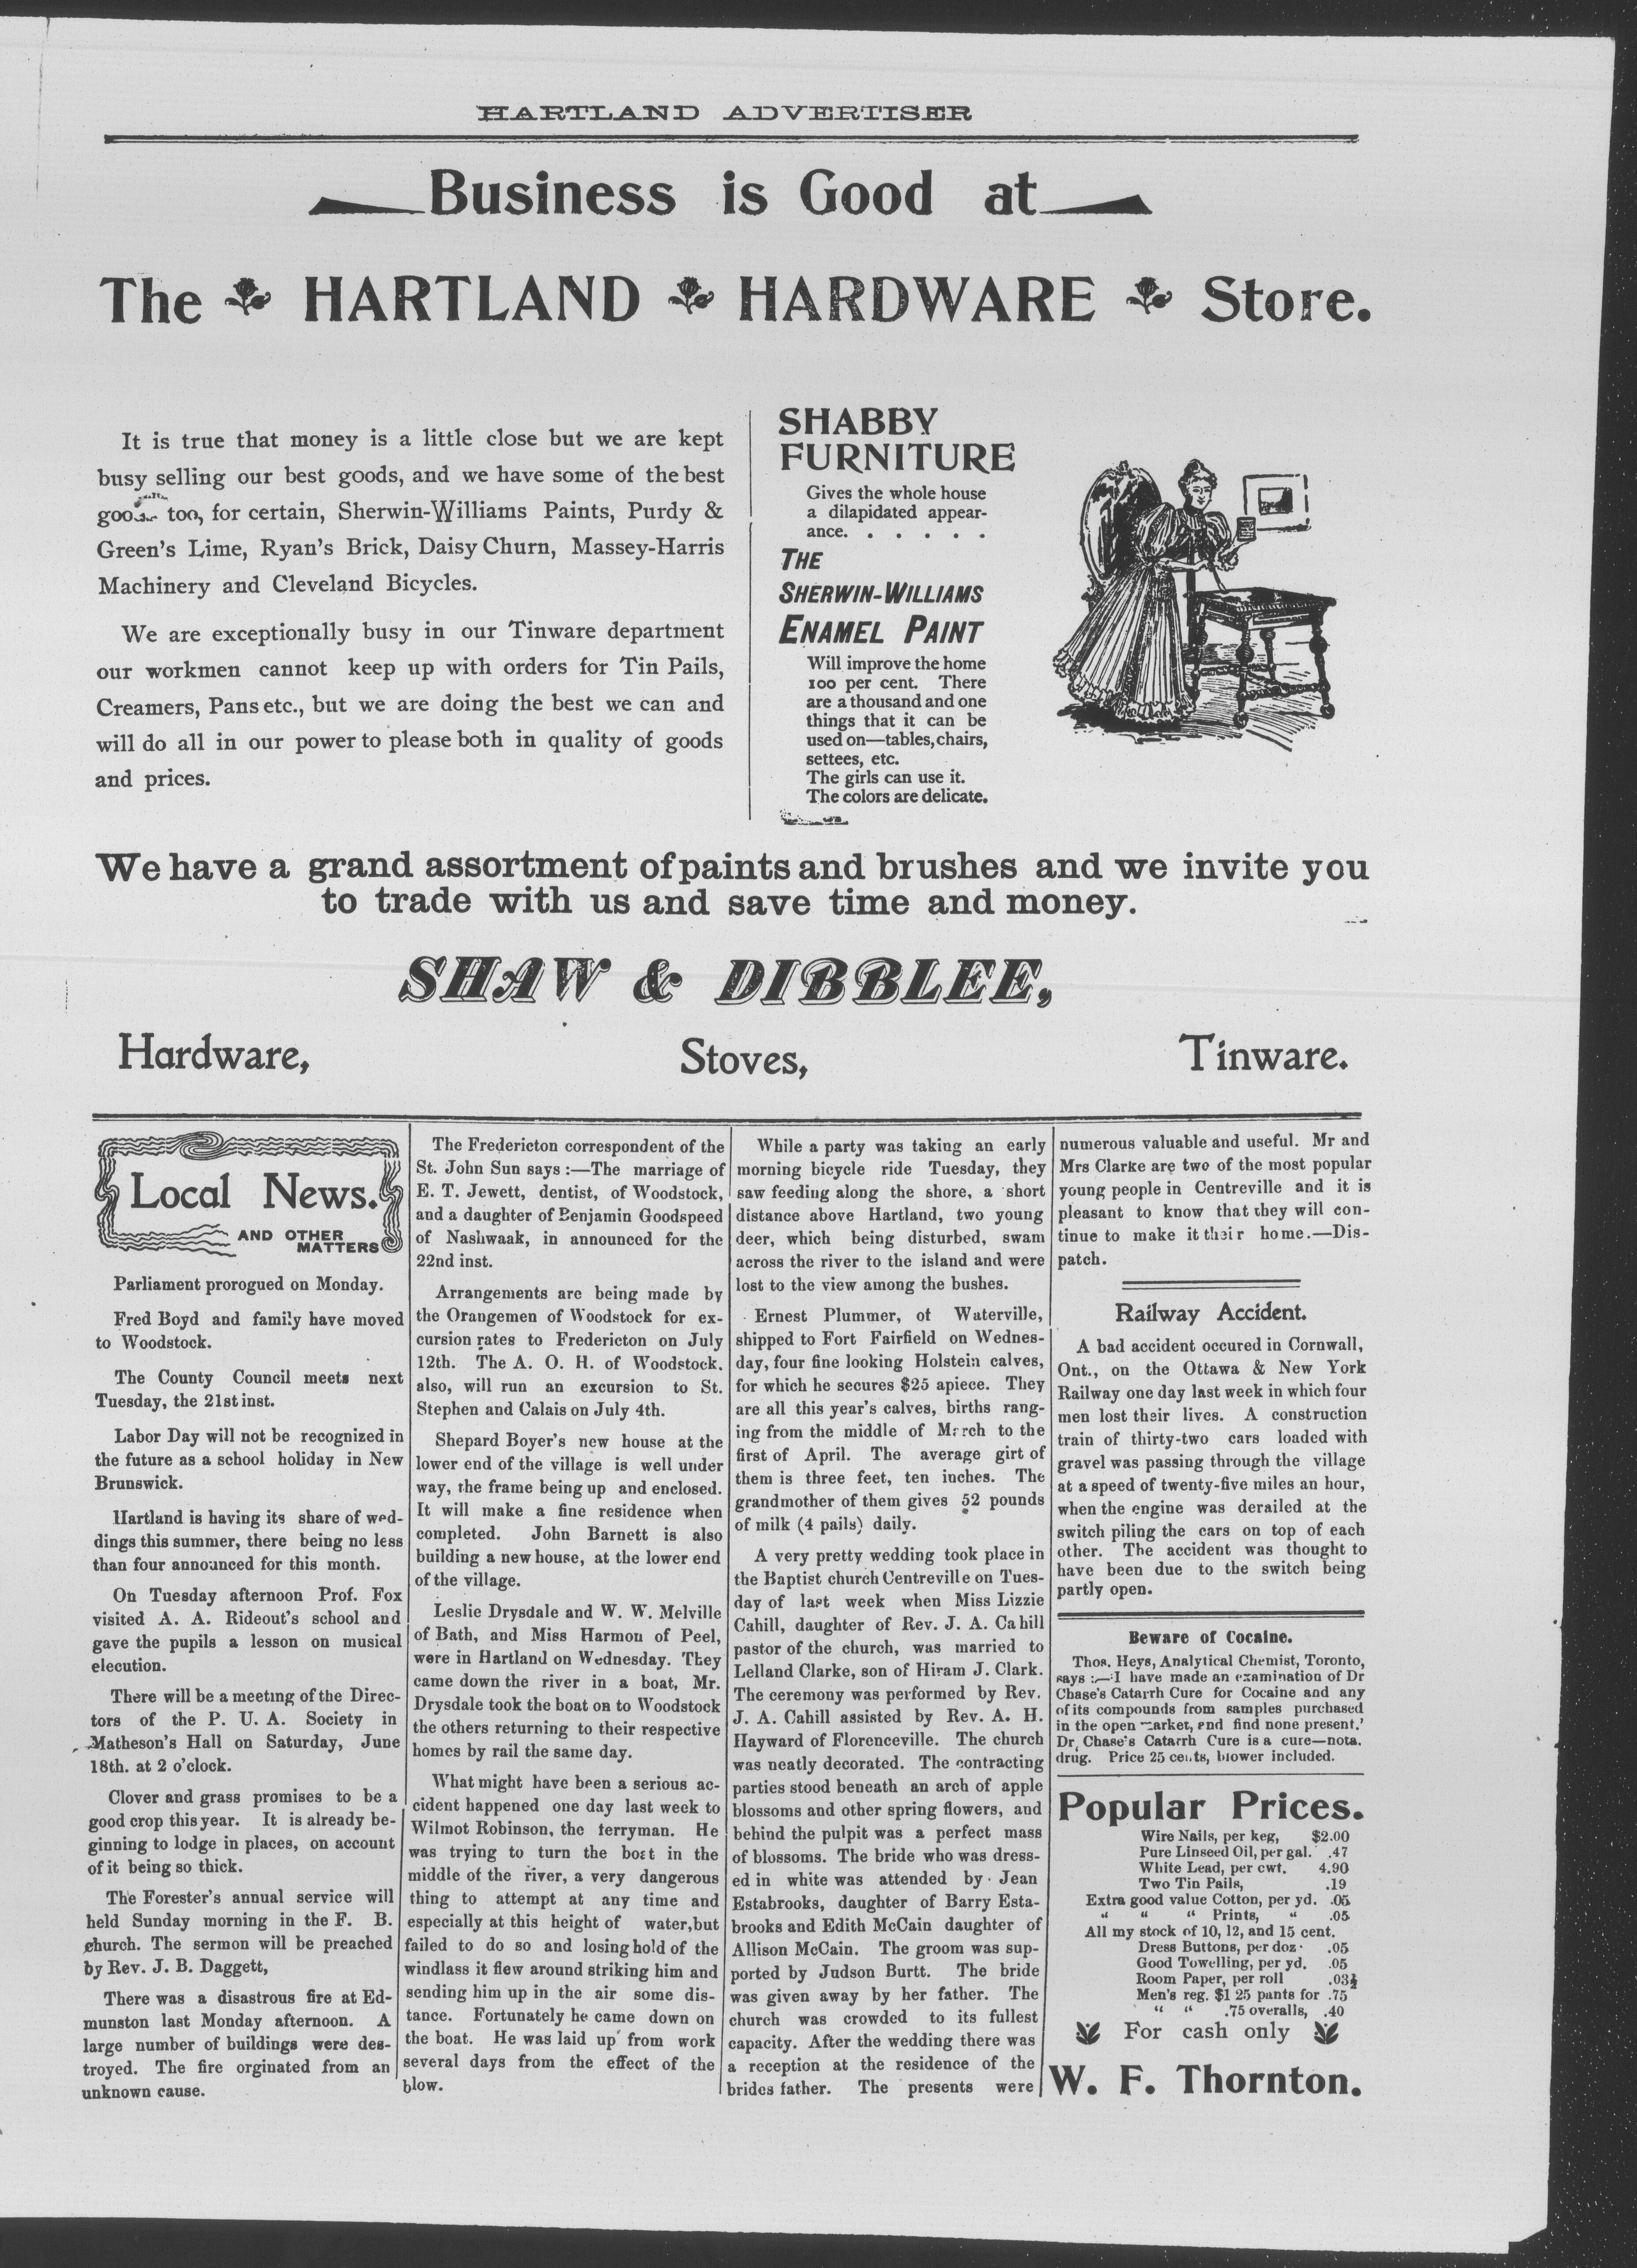 HARTLAND ADVERTISER
Business is Good at
The HARTLAND HARDWARE Store.
It is true that money is a little close but we are kept
busy selling our best goods, and we have some of the best
too, for certain, Sherwin-Williams Paints, Purdy &
Green's Lime, Ryan's Brick, Daisy Churn, Massey-Harris
Machinery and Cleveland Bicycles.
We are exceptionally busy in our Tinware department
our workmen cannot keep up with orders for Tin Pails,
Creamers, Pans etc., but we are doing the best we can and
will do all in our power to please both in quality of goods
and prices.
SHABBY
FURNITURE
Gives the whole house
a dilapidated appear-
ance. . . . . .
THE
SHERWIN-WILLIAMS
ENAMEL PAINT
Will improve the home
100 per cent. There
are a thousand and one
things that it can be
used on—tables, chairs,
settees, etc.
The girls can use it.
The colors are delicate.
We have a grand assortment of paints and brushes and we invite you
to trade with us and save time and money.
SHAW & DIBBLEE,
Hardware, Stoves, Tinware.
Local News.
AND OTHER
MATTERS
Parliament prorogued on Monday.
Fred Boyd and family have moved
to Woodstock.
The County Council meets next
Tuesday, the 21st inst.
Labor Day will not be recognized in
the future as a school holiday in New
Brunswick.
Hartland is having its share of wed-
dings this summer, there being no less
than four announced for this month.
On Tuesday afternoon Prof. Fox
visited A. A. Rideout's school and
gave the pupils a lesson on musical
elecution.
There will be a meeting of the Direc-
tors of the P. U. A. Society in
Matheson's Hall on Saturday, June
18th. at 2 o'clock.
Clover and grass promises to be a
good crop this year. It is already be-
ginning to lodge in places, on account
of it being so thick.
The Forester's annual service will
held Sunday morning in the F. B.
church. The sermon will be preached
by Rev. J. B. Daggett,
There was a disastrous fire at Ed-
munston last Monday afternoon. A
large number of buildings were des-
troyed. The fire orginated from an
unknown cause.
The Fredericton correspondent of the
St. John Sun says :—The marriage of
E. T. Jewett, dentist, of Woodstock,
and a daughter of Benjamin Goodspeed
of Nashwaak, in announced for the
22nd inst.
Arrangements are being made by
the Orangemen of Woodstock for ex-
cursion rates to Fredericton on July
12th. The A. O. H. of Woodstock,
also, will run an excursion to St.
Stephen and Calais on July 4th.
Shepard Boyer's new house at the
lower end of the village is well under
way, the frame being up and enclosed.
It will make a fine residence when
completed. John Barnett is also
building a new house, at the lower end
of the village.
Leslie Drysdale and W. W. Melville
of Bath, and Miss Harmon of Peel,
were in Hartland on Wednesday. They
came down the river in a boat, Mr.
Drysdale took the boat on to Woodstock
the others returning to their respective
homes by rail the same day.
What might have been a serious ac-
cident happened one day last week to
Wilmot Robinson, the ferryman. He
was trying to turn the boat in the
middle of the river, a very dangerous
thing to attempt at any time and
especially at this height of water, but
failed to do so and losing hold of the
windlass it flew around striking him and
sending him up in the air some dis-
tance. Fortunately he came down on
the boat. He was laid up from work
several days from the effect of the
blow.
While a party was taking an early
morning bicycle ride Tuesday, they
saw feeding along the shore, a short
distance above Hartland, two young
deer, which being disturbed, swam
across the river to the island and were
lost to the view among the bushes.
Ernest Plummer, of Waterville,
shipped to Fort Fairfield on Wednes-
day, four fine looking Holstein calves,
for which he secures $25 apiece. They
are all this year's calves, births rang-
ing from the middle of March to the
first of April. The average girt of
them is three feet, ten inches. The
grandmother of them gives 52 pounds
of milk (4 pails) daily.
A very pretty wedding took place in
the Baptist church Centreville on Tues-
day of last week when Miss Lizzie
Cahill, daughter of Rev. J. A. Cahill
pastor of the church, was married to
Lelland Clarke, son of Hiram J. Clark.
The ceremony was performed by Rev.
J. A. Cahill assisted by Rev. A. H.
Hayward of Florenceville. The church
was neatly decorated. The contracting
parties stood beneath an arch of apple
blossoms and other spring flowers, and
behind the pulpit was a perfect mass
of blossoms. The bride who was dress-
ed in white was attended by Jean
Estabrooks, daughter of Barry Esta-
brooks and Edith McCain daughter of
Allison McCain. The groom was sup-
ported by Judson Burtt. The bride
was given away by her father. The
church was crowded to its fullest
capacity. After the wedding there was
a reception at the residence of the
brides father. The presents were
numerous valuable and useful. Mr and
Mrs Clarke are two of the most popular
young people in Centreville and it is
pleasant to know that they will con-
tinue to make it their home.—Dis-
patch.
Railway Accident.
A bad accident occured in Cornwall,
Ont., on the Ottawa & New York
Railway one day last week in which four
men lost their lives. A construction
train of thirty-two cars loaded with
gravel was passing through the village
at a speed of twenty-five miles an hour,
when the engine was derailed at the
switch piling the cars on top of each
other. The accident was thought to
have been due to the switch being
partly open.
Beware of Cocaine.
Thos. Heys, Analytical Chemist, Toronto,
says :—'I have made an examination of Dr
Chase's Catarrh Cure for Cocaine and any
of its compounds from samples purchased
in the open market, and find none present.'
Dr. Chase's Catarrh Cure is a cure—not a
drug. Price 25 cents, blower included.
Popular Prices.
Wire Nails, per keg, $2.00
Pure Linseed Oil, per gal. .47
White Lead, per cwt. 4.90
Two Tin Pails, .19
Extra good value Cotton, per yd. .05
" " " Prints, " .05
All my stock of 10, 12, and 15 cent.
Dress Buttons, per doz. .05
Good Towelling, per yd. .05
Room Paper, per roll .03½
Men's reg. $1 25 pants for .75
" " .75 overalls, .40
For cash only
W. F. Thornton.